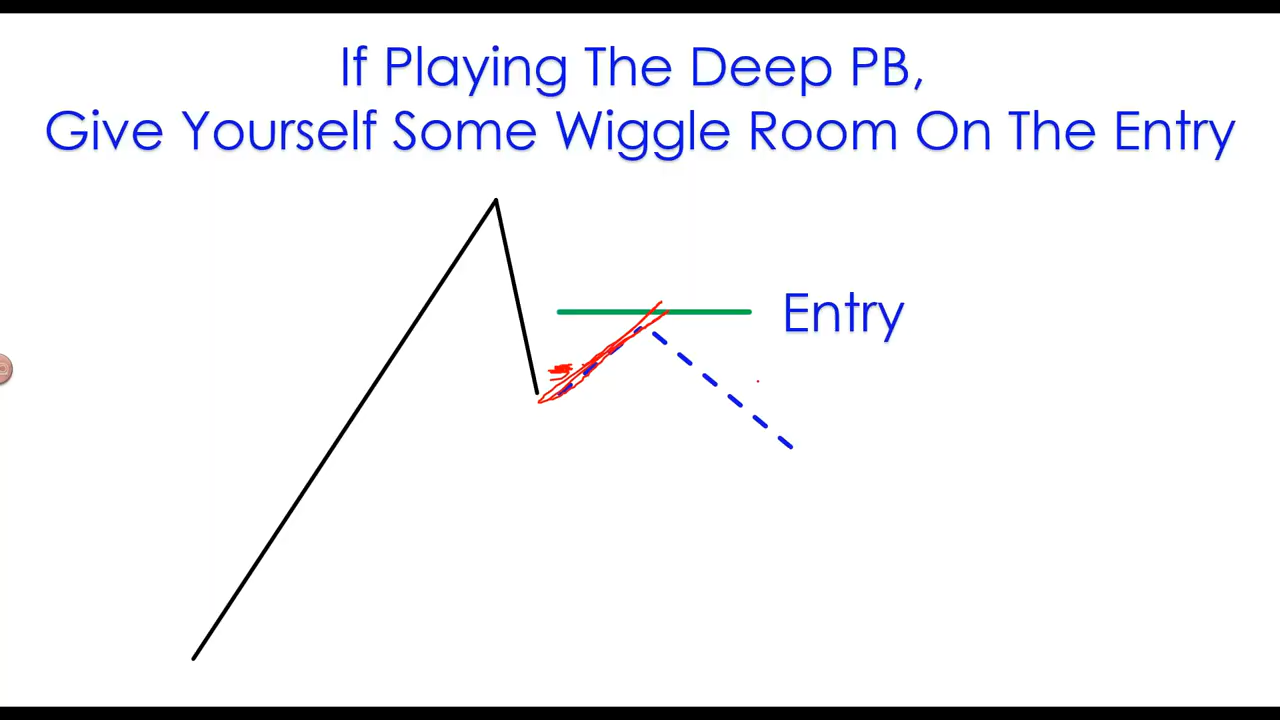 If Playing The Deep PB,
Give Yourself Some Wiggle Room On The Entry
Entry